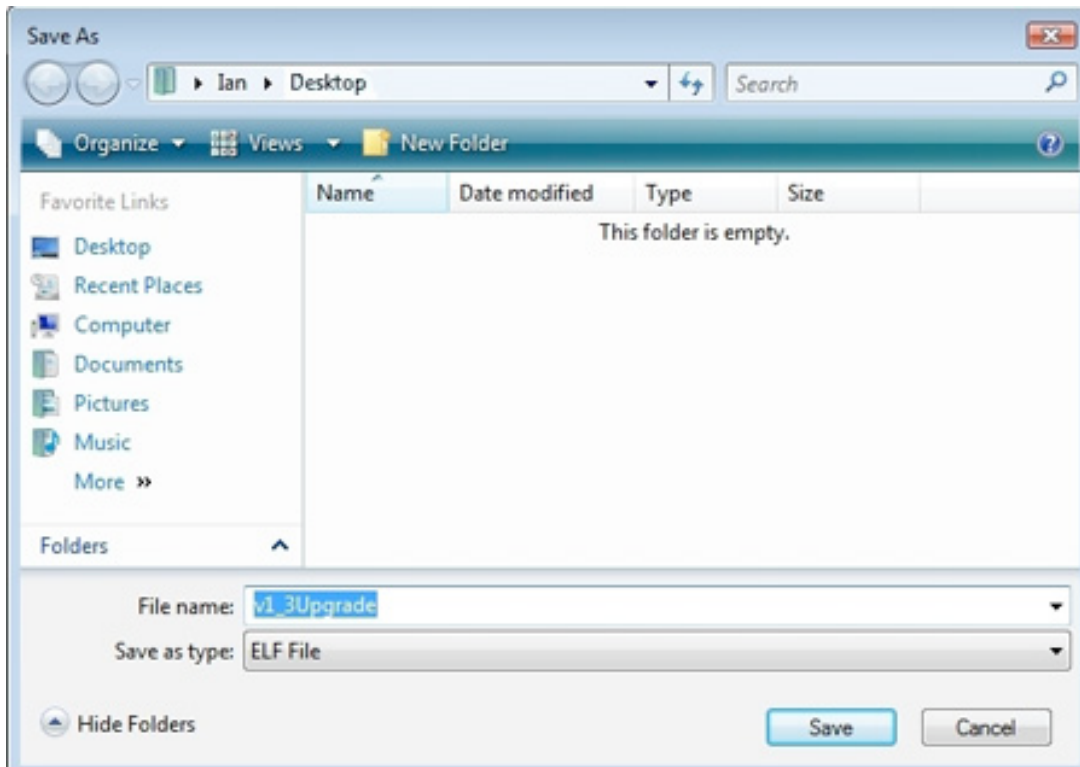 Save As
Ian Desktop
Search
Organize Views New Folder
Favorite Links
Desktop
Recent Places
Computer
Documents
Pictures
Music
More »
Folders
Name Date modified Type Size
This folder is empty.
File name: v1_3Upgrade
Save as type: ELF File
Hide Folders
Save Cancel